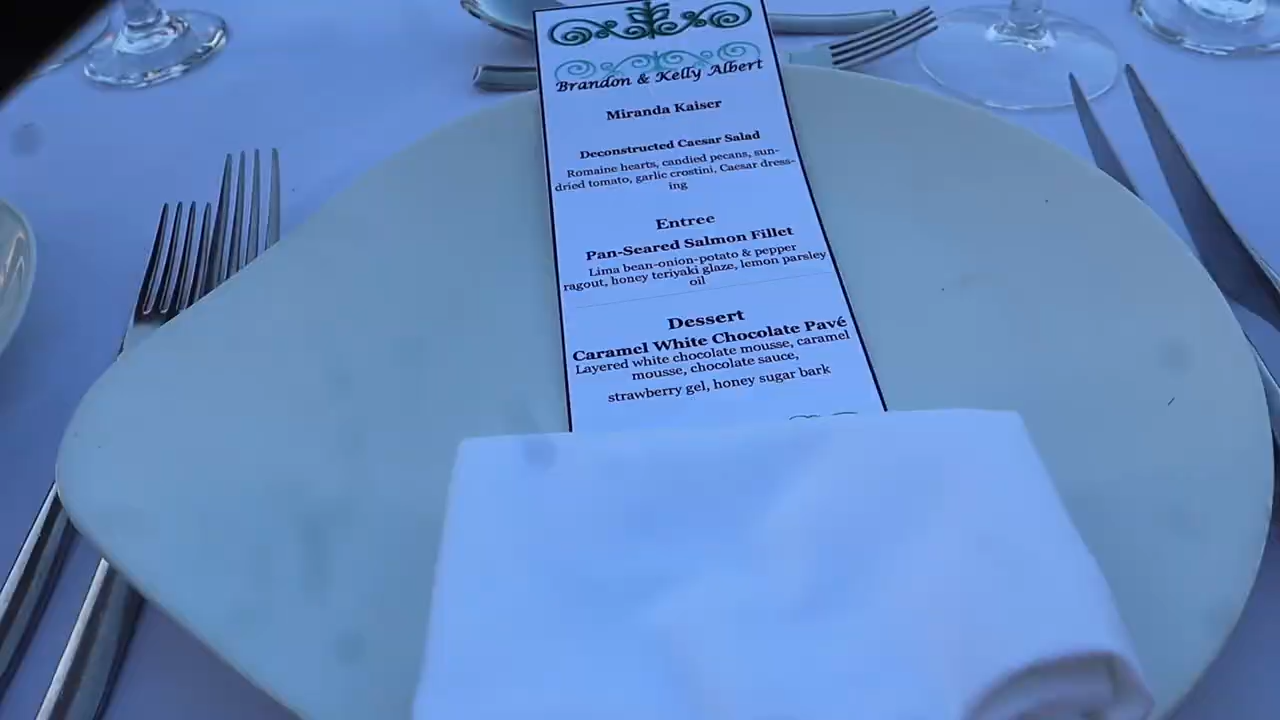 Brandon & Kelly Albert
Miranda Kaiser
Deconstructed Caesar Salad
Romaine hearts, candied pecans, sun-
dried tomato, garlic crostini, Caesar dress-
ing
Entree
Pan-Seared Salmon Fillet
Lima bean-onion-potato & pepper
ragout, honey teriyaki glaze, lemon parsley
oil
Dessert
Caramel White Chocolate Pavé
Layered white chocolate mousse, caramel
mousse, chocolate sauce,
strawberry gel, honey sugar bark